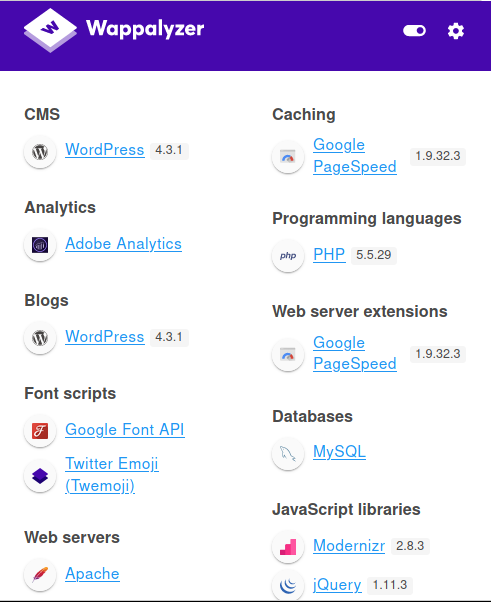 Wappalyzer
CMS
WordPress 4.3.1
Analytics
Adobe Analytics
Blogs
WordPress 4.3.1
Font scripts
Google Font API
Twitter Emoji
(Twemoji)
Web servers
Apache
Caching
Google
PageSpeed 1.9.32.3
Programming languages
php PHP 5.5.29
Web server extensions
Google
PageSpeed 1.9.32.3
Databases
MySQL
JavaScript libraries
Modernizr 2.8.3
jQuery 1.11.3